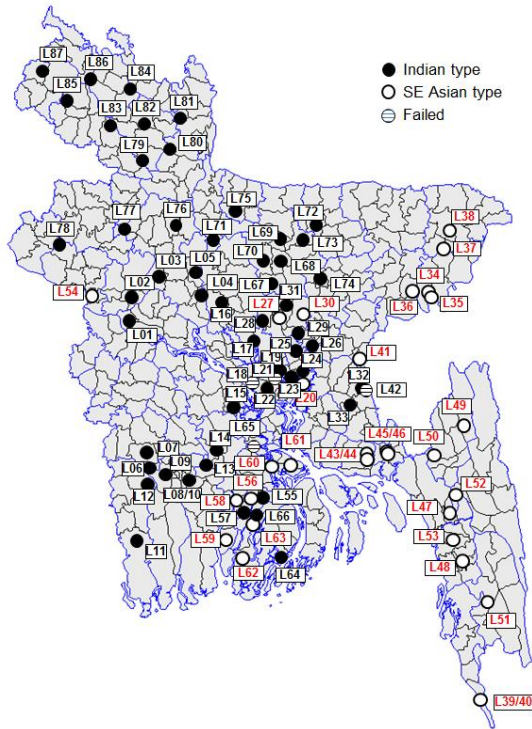 L87
L86
L84
L85
L83
L82
L81
L79
L80
Indian type
SE Asian type
Failed
L75
L76
L77
L71
L69
L72
L78
L73
L38
L37
L70
L68
L03
L05
L67
L74
L54
L02
L04
L31
L34
L36
L35
L16
L27
L30
L01
L28
L29
L17
L25
L26
L41
L19
L24
L18
L21
L32
L42
L15
L22
L23
L20
L33
L49
L65
L14
L61
L45/46
L50
L07
L43/44
L06
L09
L13
L60
L12
L08/10
L56
L55
L52
L58
L57
L66
L47
L59
L63
L53
L11
L62
L64
L48
L51
L39/40